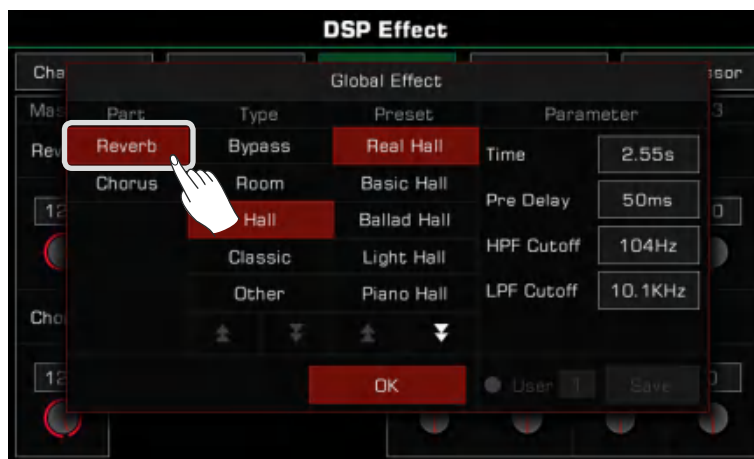 DSP Effect
Global Effect
Part Type Preset Parameter
Reverb Bypass Real Hall Time 2.55s
Chorus Room Basic Hall Pre Delay 50ms
Hall Ballad Hall HPF Cutoff 104Hz
Classic Light Hall LPF Cutoff 10.1KHz
Other Piano Hall
OK User 1 Save